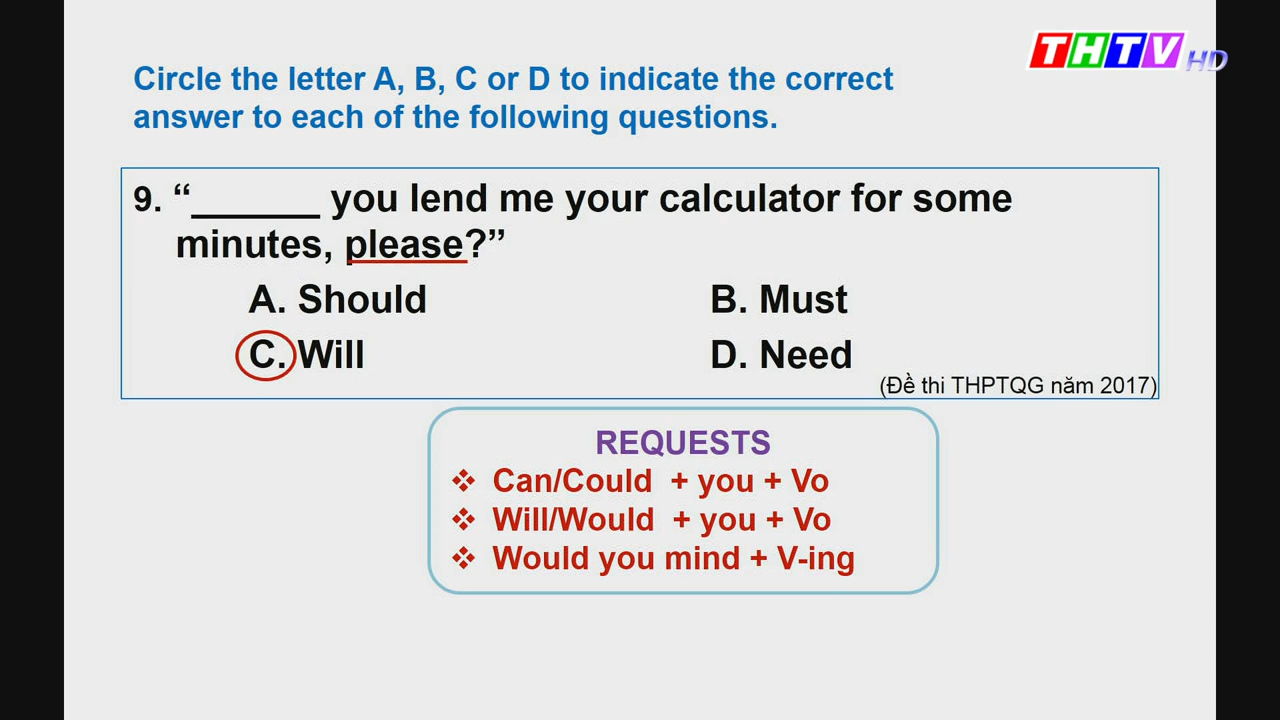 THTV HD
Circle the letter A, B, C or D to indicate the correct
answer to each of the following questions.
9. “______ you lend me your calculator for some
minutes, please?”
A. Should B. Must
C. Will D. Need
(Đề thi THPTQG năm 2017)
REQUESTS
❖ Can/Could + you + Vo
❖ Will/Would + you + Vo
❖ Would you mind + V-ing